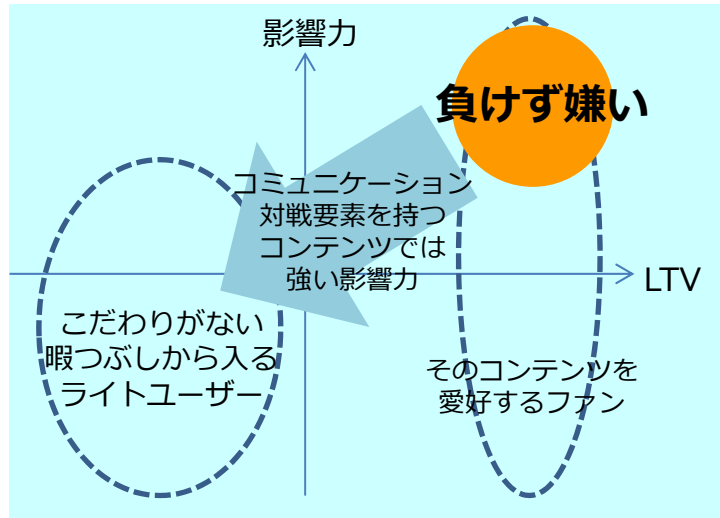 影響力
負けず嫌い
コミュニケーション
対戦要素を持つ
コンテンツでは
強い影響力
LTV
こだわりがない
暇つぶしから入る
ライトユーザー
そのコンテンツを
愛好するファン